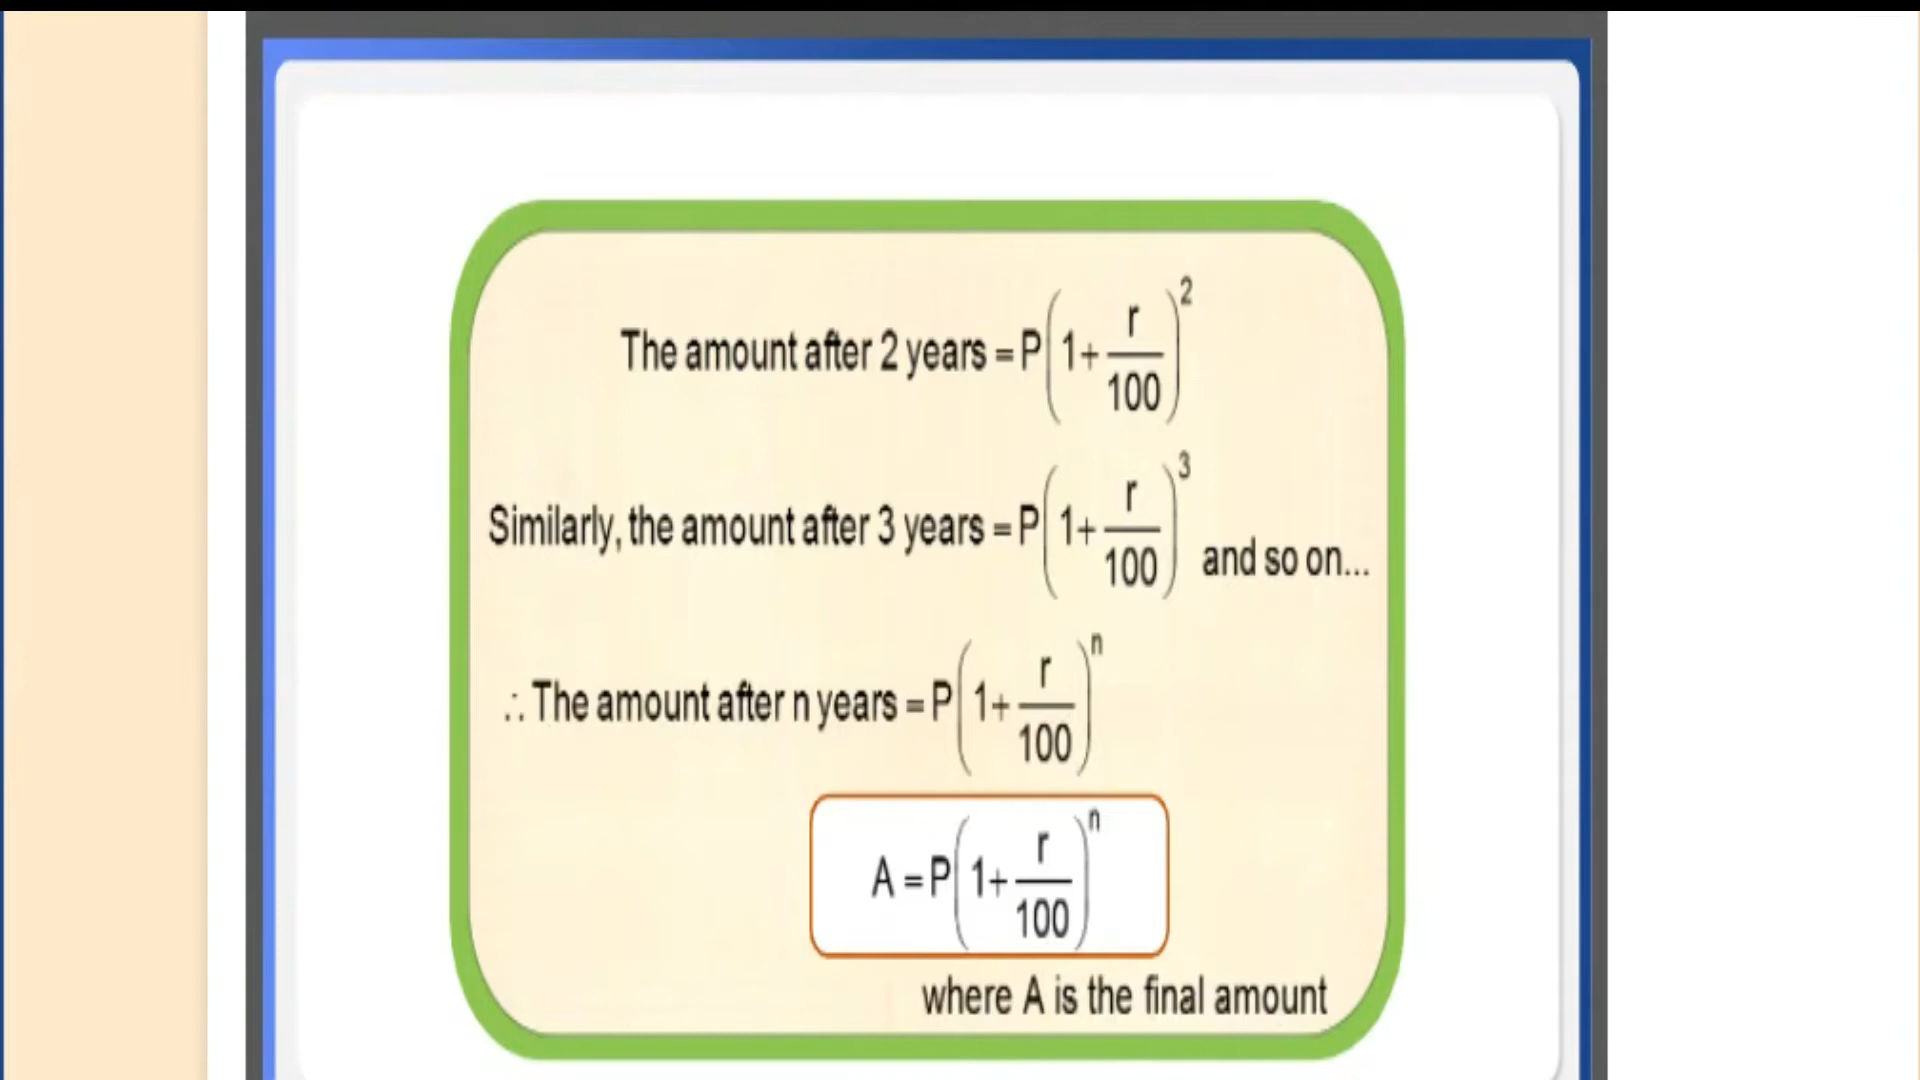 The amount after 2 years = P(1+ r/100)^2
Similarly, the amount after 3 years = P(1+ r/100)^3 and so on...
∴ The amount after n years = P(1+ r/100)^n
A = P(1+ r/100)^n
where A is the final amount